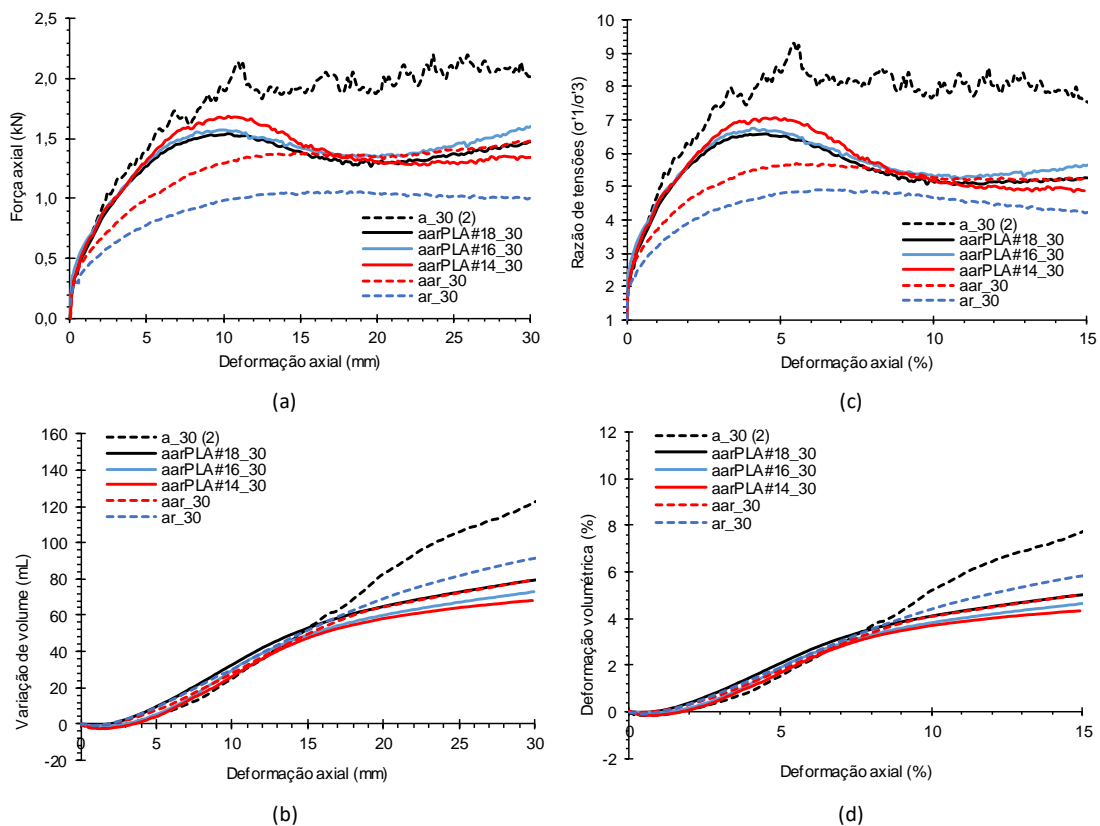 2,5
2,0
1,5
1,0
0,5
0,0
Força axial (kN)
a_30 (2)
aarPLA#18_30
aarPLA#16_30
aarPLA#14_30
aar_30
ar_30
0 5 10 15 20 25 30
Deformação axial (mm)
(a)
10
9
8
7
6
5
4
3
2
1
Razão de tensões (σ'1/σ'3)
a_30 (2)
aarPLA#18_30
aarPLA#16_30
aarPLA#14_30
aar_30
ar_30
0 5 10 15
Deformação axial (%)
(c)
160
140
120
100
80
60
40
20
0
-20
Variação de volume (mL)
a_30 (2)
aarPLA#18_30
aarPLA#16_30
aarPLA#14_30
aar_30
ar_30
0 5 10 15 20 25 30
Deformação axial (mm)
(b)
12
10
8
6
4
2
0
-2
Deformação volumétrica (%)
a_30 (2)
aarPLA#18_30
aarPLA#16_30
aarPLA#14_30
aar_30
ar_30
0 5 10 15
Deformação axial (%)
(d)